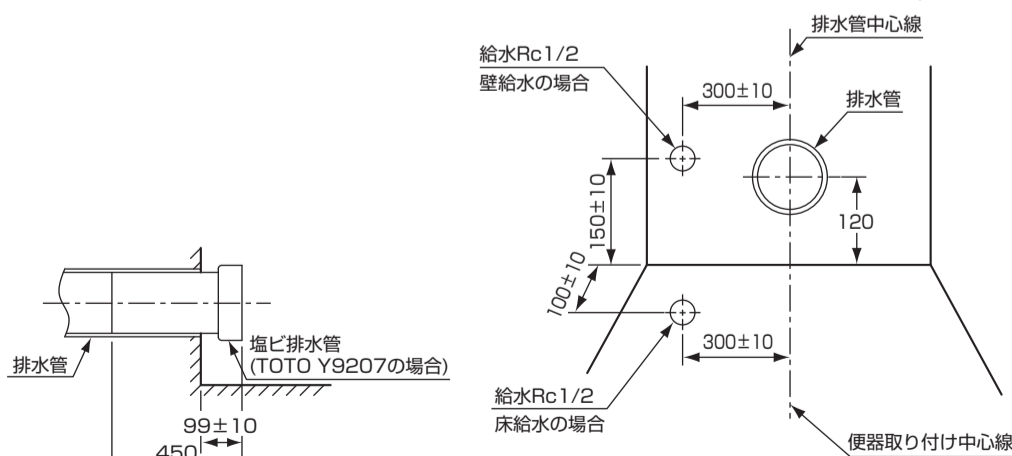 排水管
塩ビ排水管
(TOTO Y9207の場合)
99±10
450
排水管中心線
給水Rc1/2
壁給水の場合
300±10
排水管
150±10
120
100±10
300±10
給水Rc1/2
床給水の場合
便器取り付け中心線